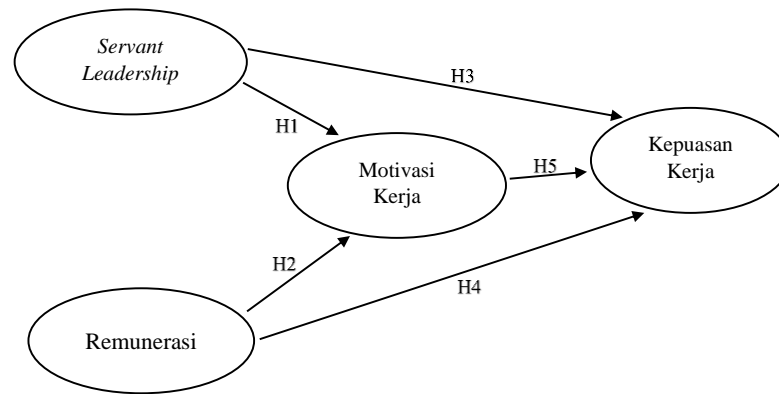 Servant
Leadership
H3
H1
Kepuasan
Kerja
Motivasi
Kerja
H5
H2
H4
Remunerasi